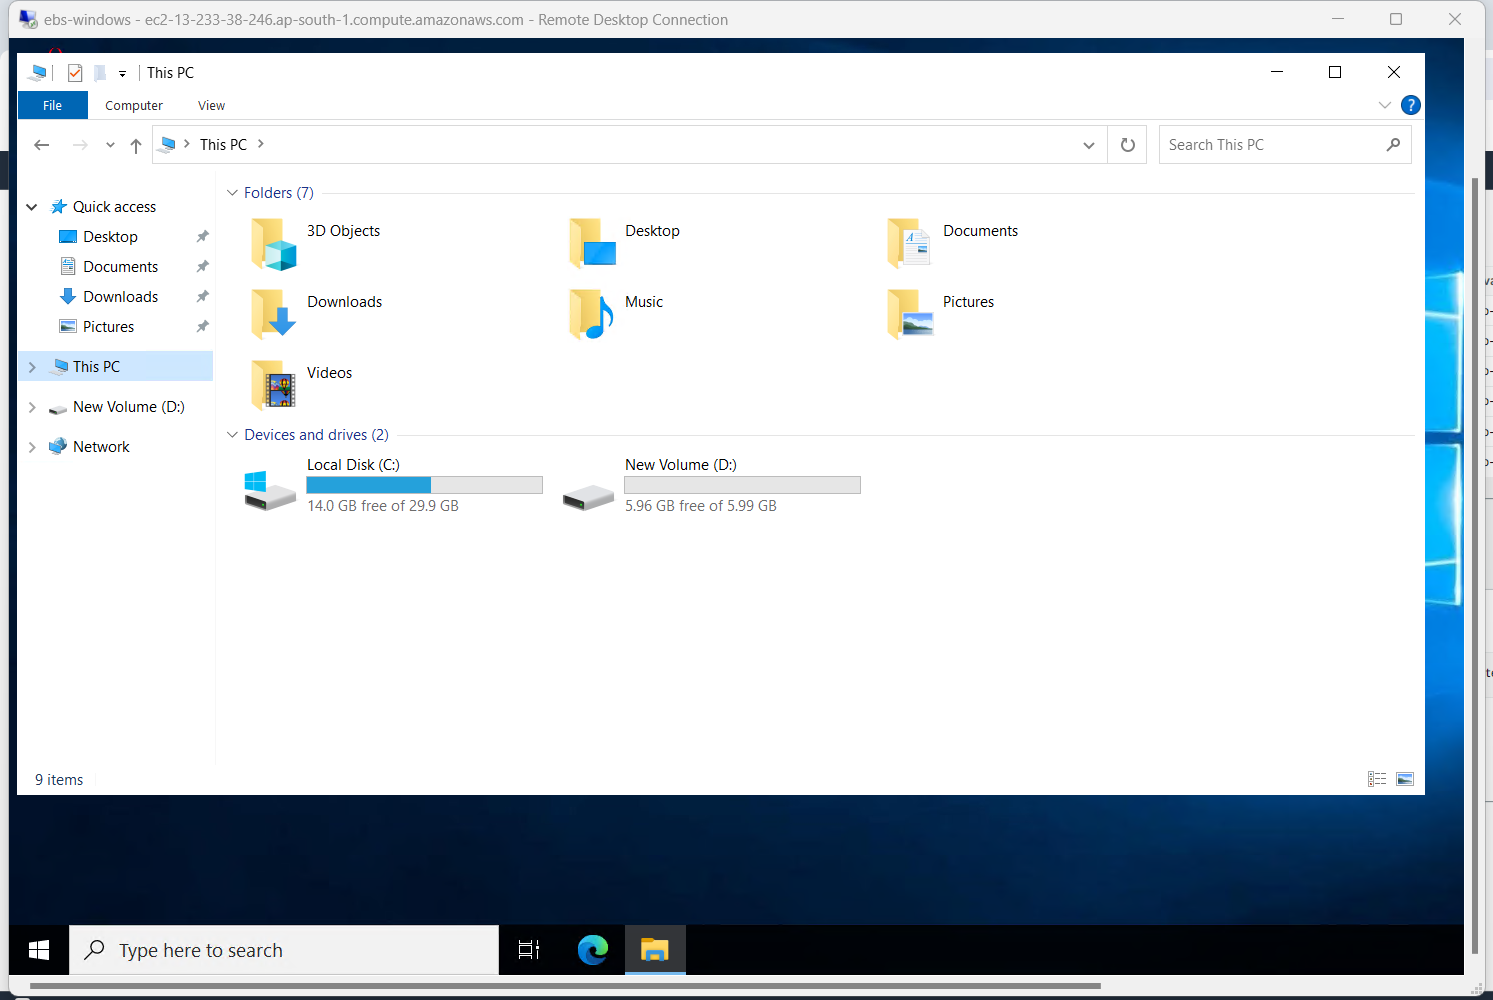 ebs-windows - ec2-13-233-38-246.ap-south-1.compute.amazonaws.com - Remote Desktop Connection
This PC
File Computer View
This PC
Search This PC
Quick access
Desktop
Documents
Downloads
Pictures
This PC
New Volume (D:)
Network
Folders (7)
3D Objects
Desktop
Documents
Downloads
Music
Pictures
Videos
Devices and drives (2)
Local Disk (C:)
14.0 GB free of 29.9 GB
New Volume (D:)
5.96 GB free of 5.99 GB
9 items
Type here to search